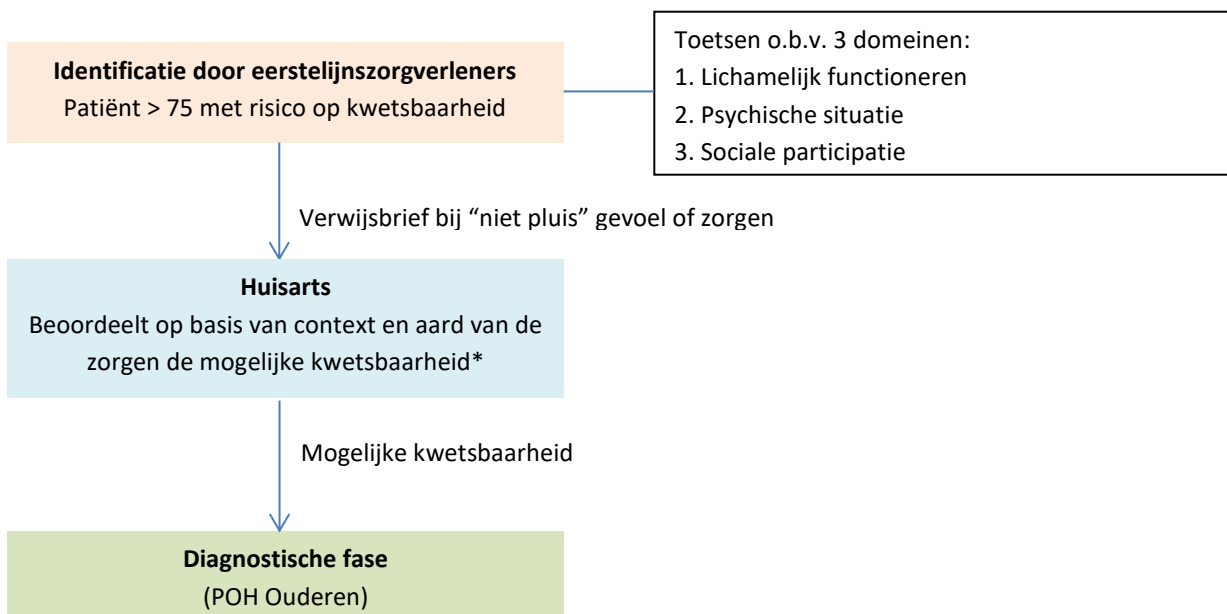 Identificatie door eerstelijnszorgverleners
Patiënt > 75 met risico op kwetsbaarheid
Toetsen o.b.v. 3 domeinen:
1. Lichamelijk functioneren
2. Psychische situatie
3. Sociale participatie
Verwijsbrief bij “niet pluis” gevoel of zorgen
Huisarts
Beoordeelt op basis van context en aard van de
zorgen de mogelijke kwetsbaarheid*
Mogelijke kwetsbaarheid
Diagnostische fase
(POH Ouderen)